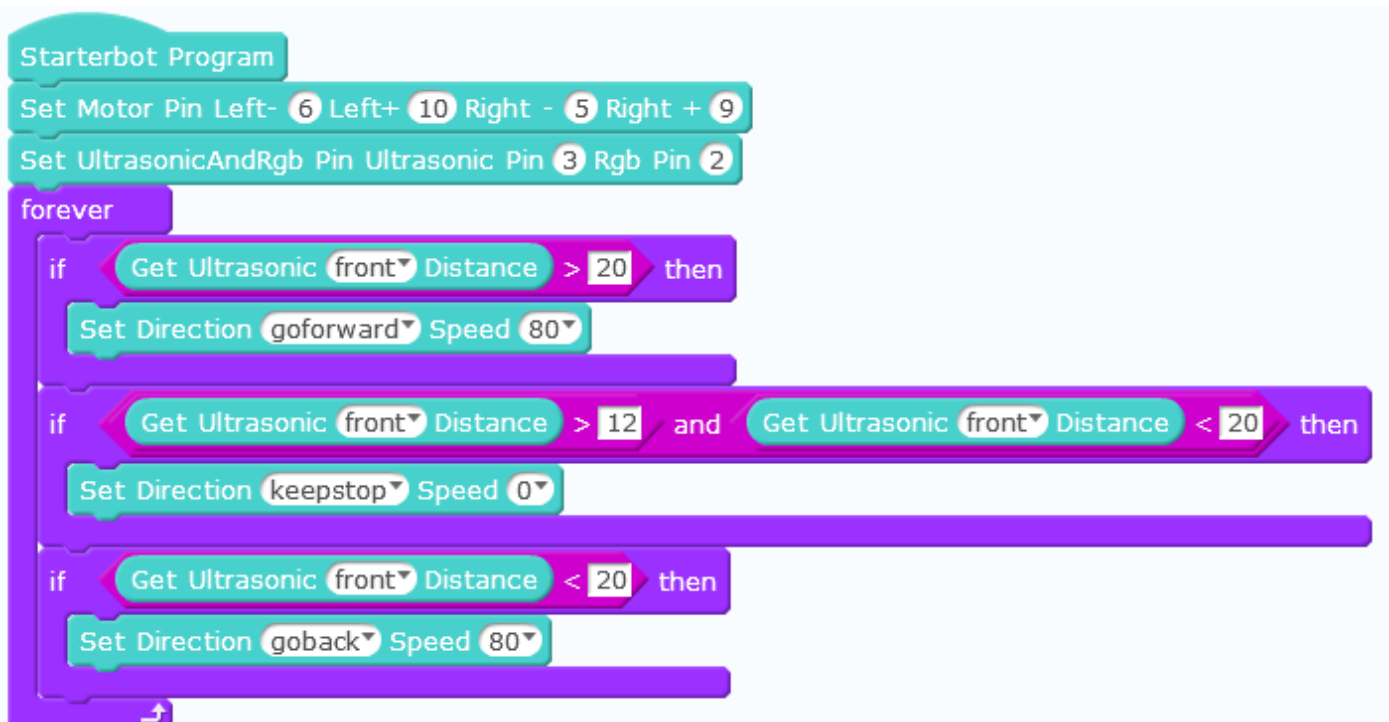 Starterbot Program
Set Motor Pin Left- 6 Left+ 10 Right - 5 Right + 9
Set UltrasonicAndRgb Pin Ultrasonic Pin 3 Rgb Pin 2
forever
if Get Ultrasonic front Distance > 20 then
Set Direction goforward Speed 80
if Get Ultrasonic front Distance > 12 and Get Ultrasonic front Distance < 20 then
Set Direction keepstop Speed 0
if Get Ultrasonic front Distance < 20 then
Set Direction goback Speed 80